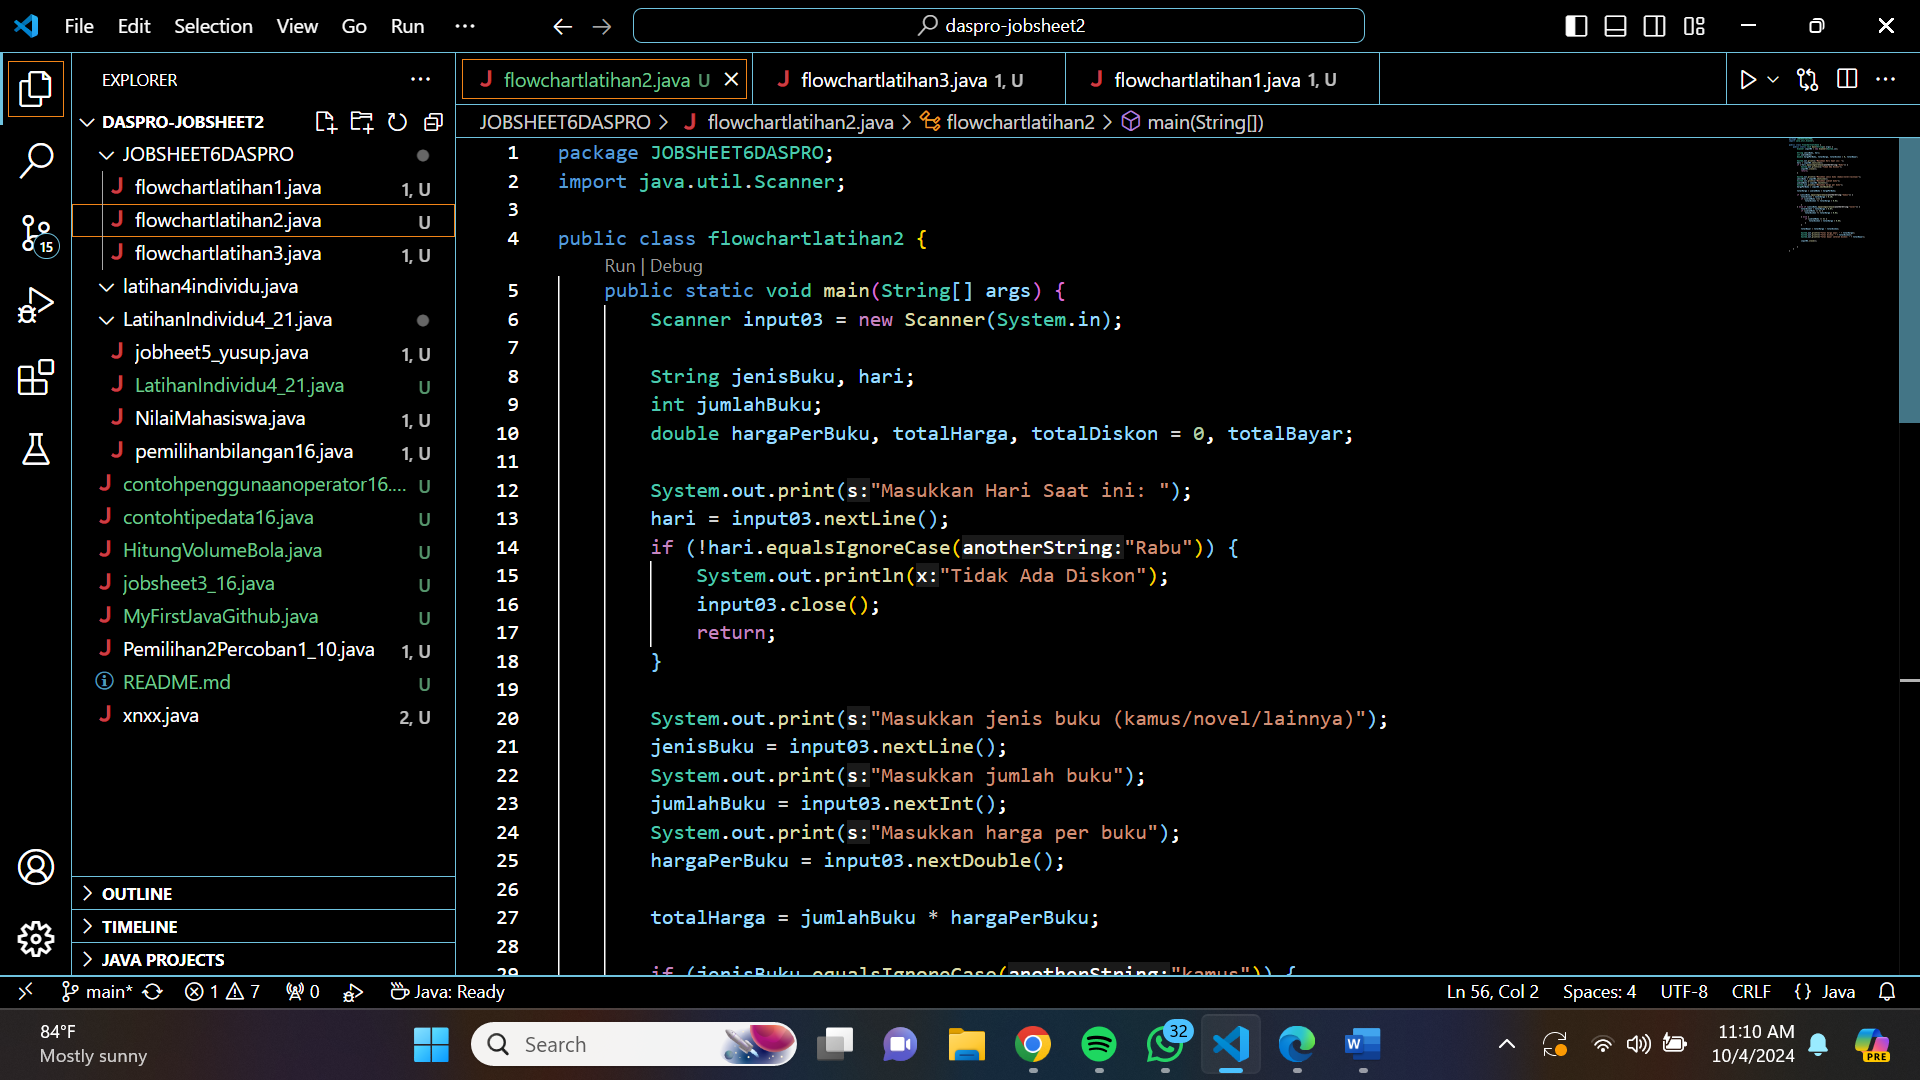 File Edit Selection View Go Run ···
daspro-jobsheet2
EXPLORER ···
DASPRO-JOBSHEET2
JOBSHEET6DASPRO
flowchartlatihan1.java 1, U
flowchartlatihan2.java U
flowchartlatihan3.java 1, U
latihan4individu.java
LatihanIndividu4_21.java
jobheet5_yusup.java 1, U
LatihanIndividu4_21.java U
NilaiMahasiswa.java 1, U
pemilihanbilangan16.java 1, U
contohpenggunaanoperator16.... U
contohtipedata16.java U
HitungVolumeBola.java U
jobsheet3_16.java U
MyFirstJavaGithub.java U
Pemilihan2Percoban1_10.java 1, U
README.md U
xnxx.java 2, U
OUTLINE
TIMELINE
JAVA PROJECTS
15
flowchartlatihan2.java U
flowchartlatihan3.java 1, U
flowchartlatihan1.java 1, U
JOBSHEET6DASPRO > flowchartlatihan2.java > flowchartlatihan2 > main(String[])
1 package JOBSHEET6DASPRO;
2 import java.util.Scanner;
3
4 public class flowchartlatihan2 {
Run | Debug
5 public static void main(String[] args) {
6 Scanner input03 = new Scanner(System.in);
7
8 String jenisBuku, hari;
9 int jumlahBuku;
10 double hargaPerBuku, totalHarga, totalDiskon = 0, totalBayar;
11
12 System.out.print(s:"Masukkan Hari Saat ini: ");
13 hari = input03.nextLine();
14 if (!hari.equalsIgnoreCase(anotherString:"Rabu")) {
15 System.out.println(x:"Tidak Ada Diskon");
16 input03.close();
17 return;
18 }
19
20 System.out.print(s:"Masukkan jenis buku (kamus/novel/lainnya)");
21 jenisBuku = input03.nextLine();
22 System.out.print(s:"Masukkan jumlah buku");
23 jumlahBuku = input03.nextInt();
24 System.out.print(s:"Masukkan harga per buku");
25 hargaPerBuku = input03.nextDouble();
26
27 totalHarga = jumlahBuku * hargaPerBuku;
28
29 if (jenisBuku.equalsIgnoreCase(anotherString:"kamus")) {
main* 1 7 0 Java: Ready
Ln 56, Col 2 Spaces: 4 UTF-8 CRLF {} Java
84°F
Mostly sunny
Search
32
W
11:10 AM
10/4/2024
PRE